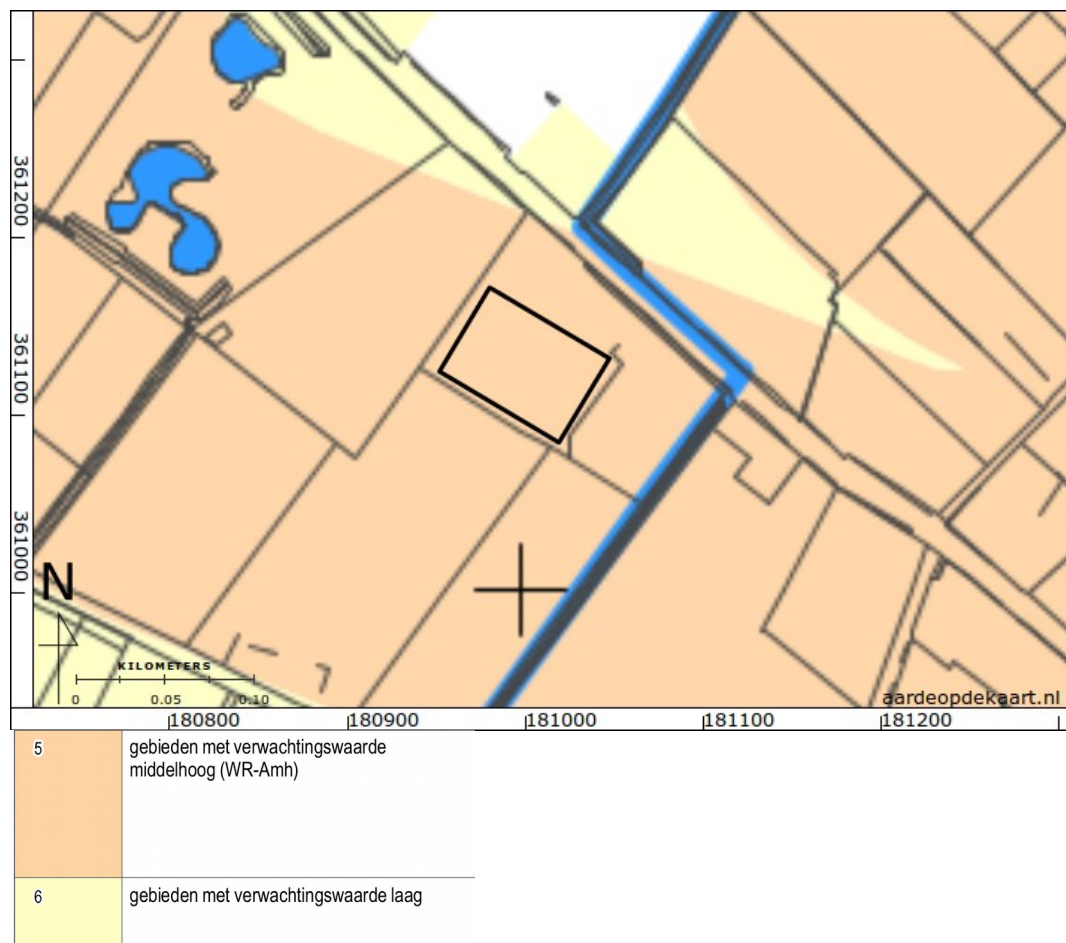 361200
361100
361000
N
KILOMETERS
0 0.05 0.10
aardeopdekaart.nl
180800 180900 181000 181100 181200
5 gebieden met verwachtingswaarde
middelhoog (WR-Amh)
6 gebieden met verwachtingswaarde laag